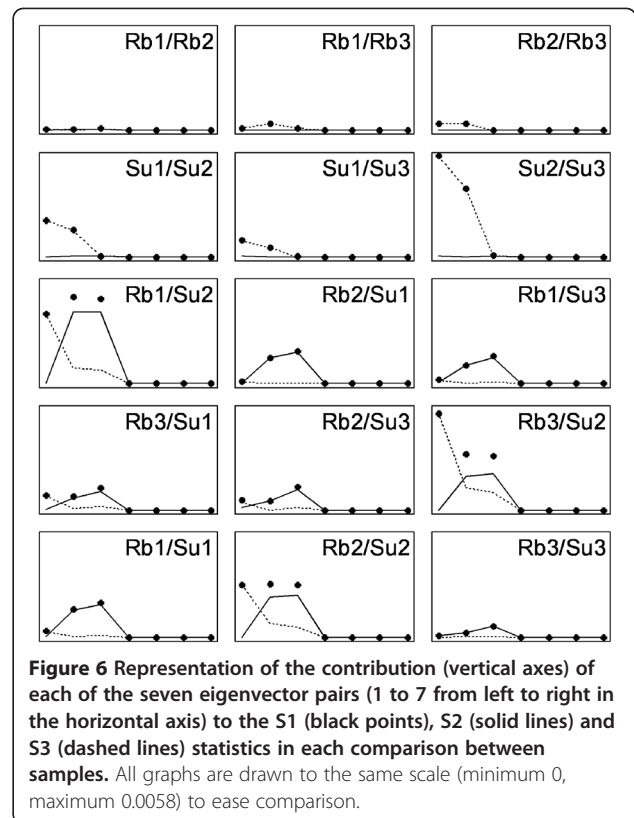 Rb1/Rb2
Rb1/Rb3
Rb2/Rb3
Su1/Su2
Su1/Su3
Su2/Su3
Rb1/Su2
Rb2/Su1
Rb1/Su3
Rb3/Su1
Rb2/Su3
Rb3/Su2
Rb1/Su1
Rb2/Su2
Rb3/Su3
Figure 6 Representation of the contribution (vertical axes) of
each of the seven eigenvector pairs (1 to 7 from left to right in
the horizontal axis) to the S1 (black points), S2 (solid lines) and
S3 (dashed lines) statistics in each comparison between
samples. All graphs are drawn to the same scale (minimum 0,
maximum 0.0058) to ease comparison.